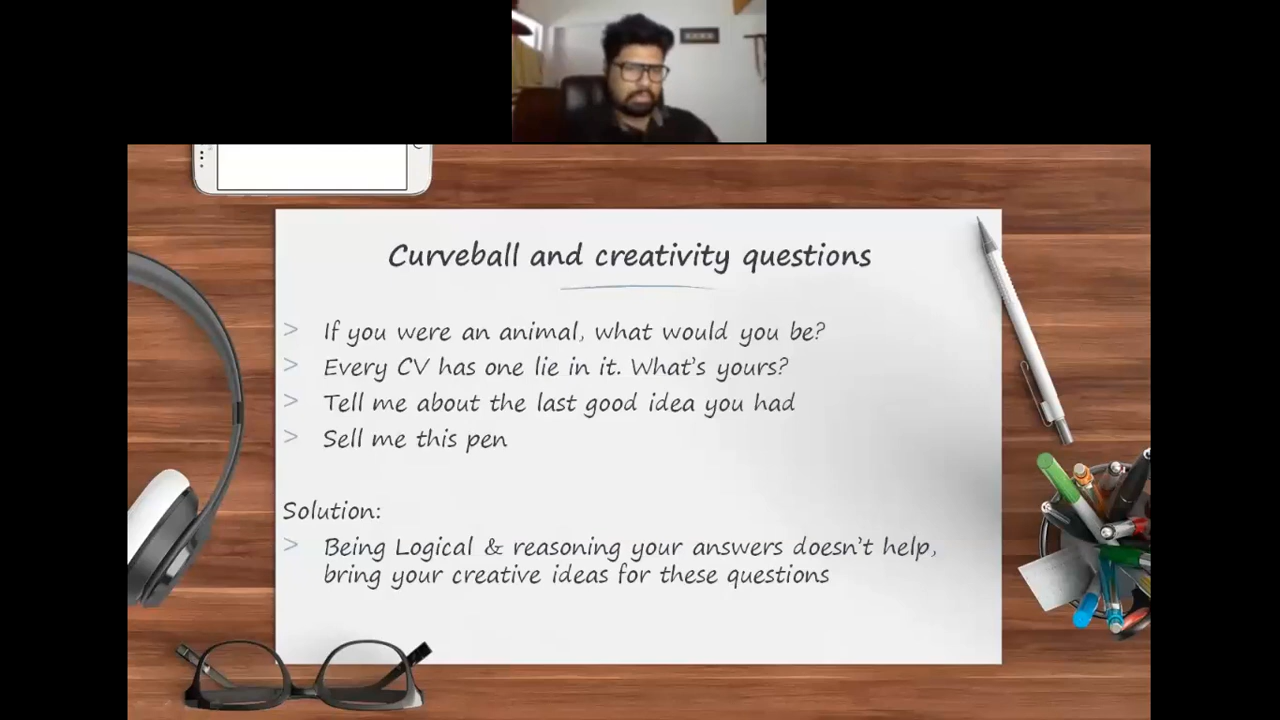 Curveball and creativity questions
> If you were an animal, what would you be?
> Every CV has one lie in it. What's yours?
> Tell me about the last good idea you had
> Sell me this pen
Solution:
> Being Logical & reasoning your answers doesn't help,
bring your creative ideas for these questions